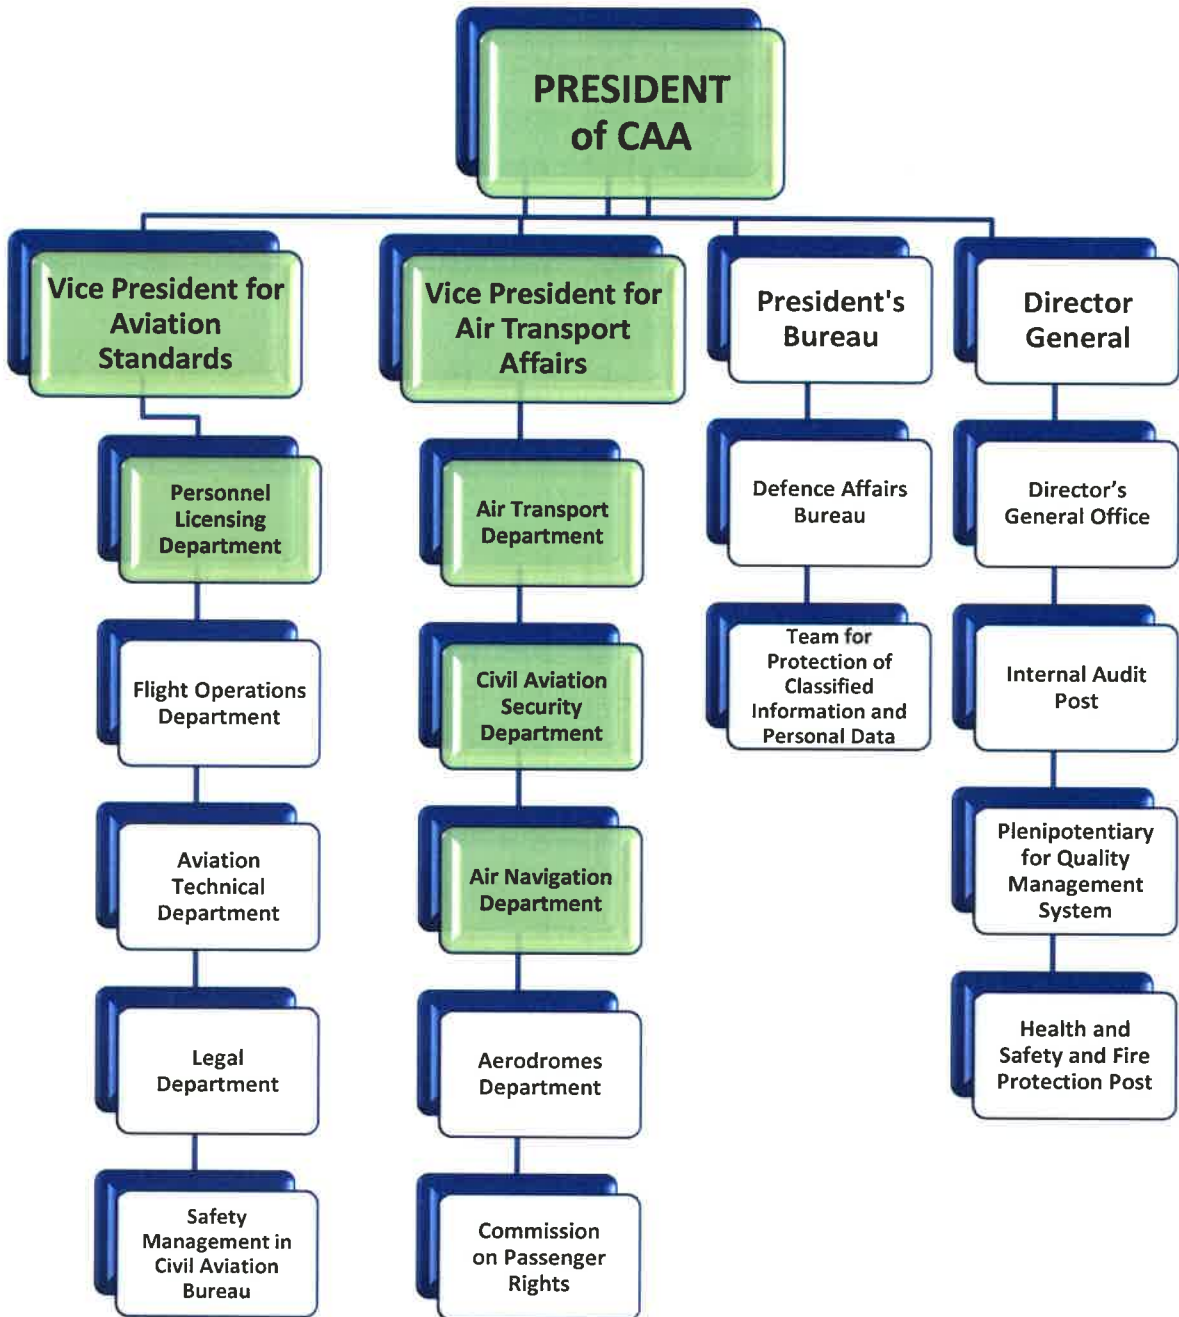 PRESIDENT
of CAA
Vice President for
Aviation
Standards
Vice President for
Air Transport
Affairs
President's
Bureau
Director
General
Personnel
Licensing
Department
Air Transport
Department
Defence Affairs
Bureau
Director's
General Office
Flight Operations
Department
Civil Aviation
Security
Department
Team for
Protection of
Classified
Information and
Personal Data
Internal Audit
Post
Aviation
Technical
Department
Air Navigation
Department
Plenipotentiary
for Quality
Management
System
Legal
Department
Aerodromes
Department
Health and
Safety and Fire
Protection Post
Safety
Management in
Civil Aviation
Bureau
Commission
on Passenger
Rights